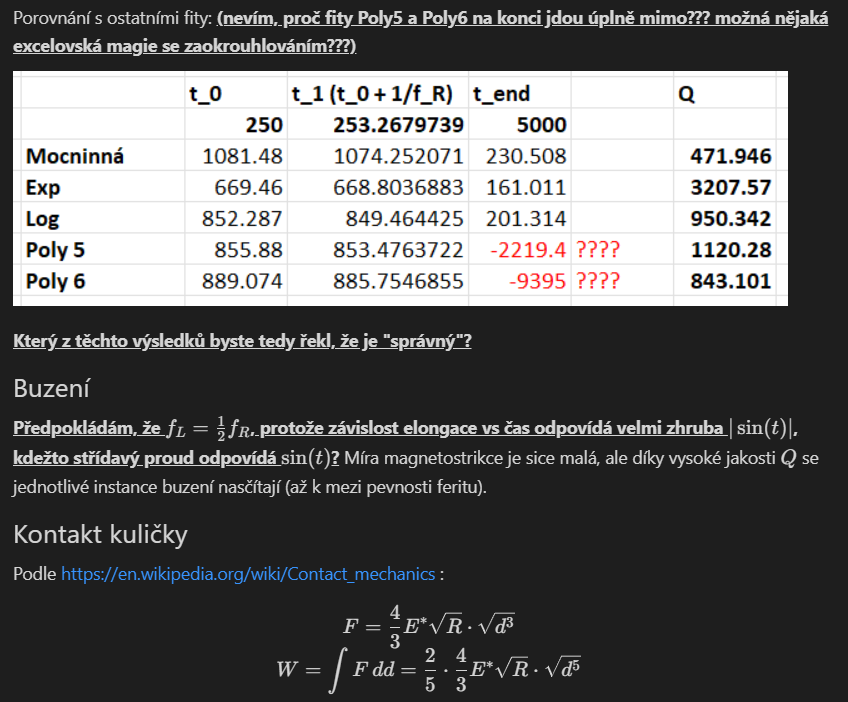 Porovnání s ostatními fity: (nevím, proč fity Poly5 a Poly6 na konci jdou úplně mimo??? možná nějaká
excelovská magie se zaokrouhlováním???)
t_0 t_1 (t_0 + 1/f_R) t_end Q
250 253.2679739 5000
Mocninná 1081.48 1074.252071 230.508 471.946
Exp 669.46 668.8036883 161.011 3207.57
Log 852.287 849.464425 201.314 950.342
Poly 5 855.88 853.4763722 -2219.4 ???? 1120.28
Poly 6 889.074 885.7546855 -9395 ???? 843.101
Který z těchto výsledků byste tedy řekl, že je "správný"?
Buzení
Předpokládám, že f_L = \frac{1}{2} f_R, protože závislost elongace vs čas odpovídá velmi zhruba | sin(t)|,
kdežto střídavý proud odpovídá sin(t)? Míra magnetostrikce je sice malá, ale díky vysoké jakosti Q se
jednotlivé instance buzení nasčítají (až k mezi pevnosti feritu).
Kontakt kuličky
Podle https://en.wikipedia.org/wiki/Contact_mechanics :
F = \frac{4}{3} E^* \sqrt{R} · \sqrt{d^3}
W = ∫ F dd = \frac{2}{5} · \frac{4}{3} E^* \sqrt{R} · \sqrt{d^5}